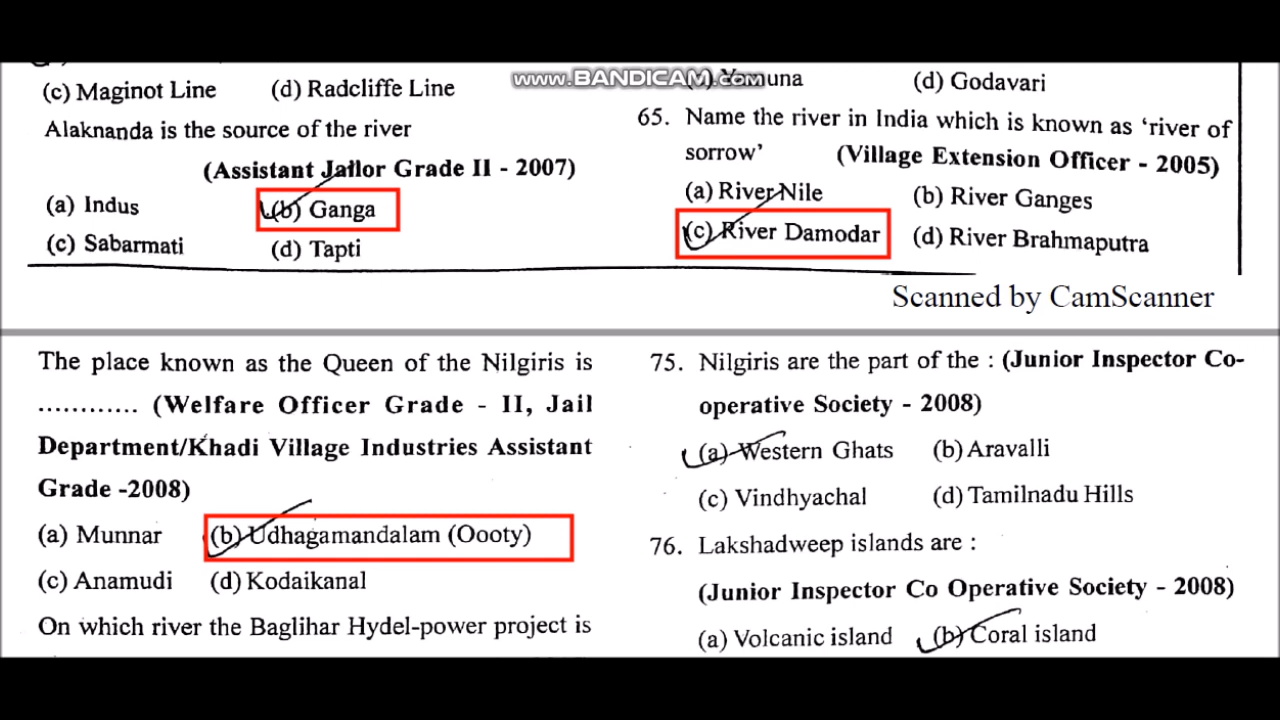 www.BANDICAM.com
(c) Maginot Line (d) Radcliffe Line
Alaknanda is the source of the river
(Assistant Jailor Grade II - 2007)
(a) Indus (b) Ganga
(c) Sabarmati (d) Tapti
(d) Godavari
65. Name the river in India which is known as ‘river of
sorrow’ (Village Extension Officer - 2005)
(a) River Nile (b) River Ganges
(c) River Damodar (d) River Brahmaputra
Scanned by CamScanner
The place known as the Queen of the Nilgiris is
............ (Welfare Officer Grade - II, Jail
Department/Khadi Village Industries Assistant
Grade -2008)
(a) Munnar (b) Udhagamandalam (Oooty)
(c) Anamudi (d) Kodaikanal
On which river the Baglihar Hydel-power project is
75. Nilgiris are the part of the : (Junior Inspector Co-
operative Society - 2008)
(a) Western Ghats (b) Aravalli
(c) Vindhyachal (d) Tamilnadu Hills
76. Lakshadweep islands are :
(Junior Inspector Co Operative Society - 2008)
(a) Volcanic island (b) Coral island